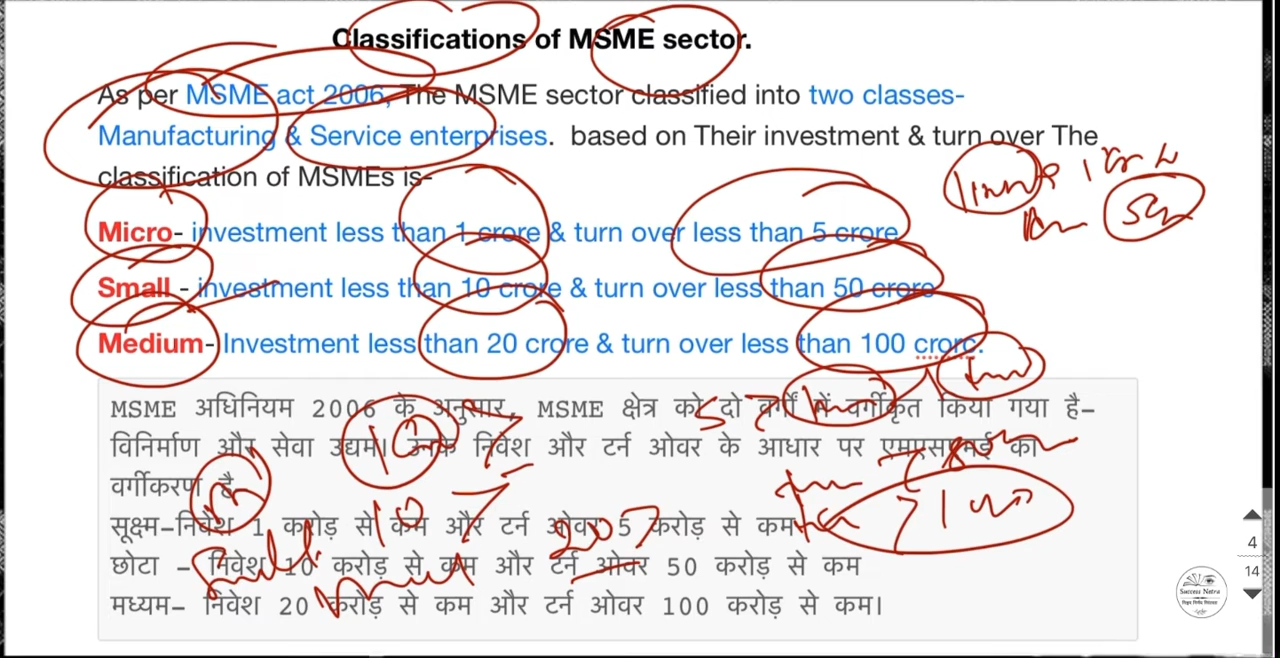 Classifications of MSME sector.
As per MSME act 2006, The MSME sector classified into two classes-
Manufacturing & Service enterprises. based on Their investment & turn over The
classification of MSMEs is-
Micro- investment less than 1 crore & turn over less than 5 crore
Small - investment less than 10 crore & turn over less than 50 crore
Medium- Investment less than 20 crore & turn over less than 100 crore.
MSME अधिनियम 2006 के अनुसार, MSME क्षेत्र को दो वर्गों में वर्गीकृत किया गया है-
विनिर्माण और सेवा उद्यम। उनके निवेश और टर्न ओवर के आधार पर एमएसएमई का
वर्गीकरण है
सूक्ष्म-निवेश 1 करोड़ से कम और टर्न ओवर 5 करोड़ से कम
छोटा - निवेश 10 करोड़ से कम और टर्न ओवर 50 करोड़ से कम
मध्यम- निवेश 20 करोड़ से कम और टर्न ओवर 100 करोड़ से कम।
4
14
Success Netra